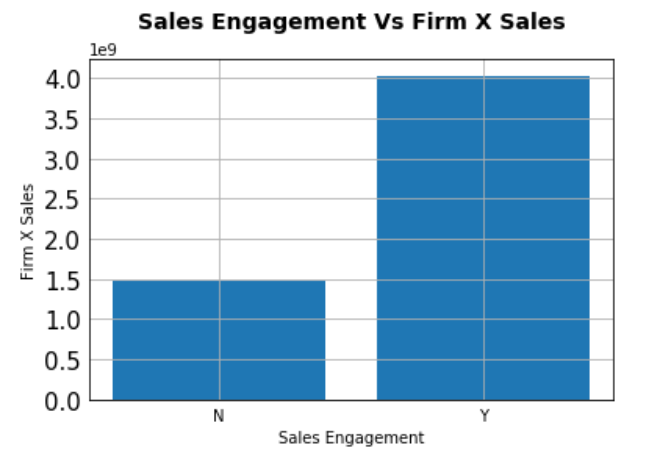 Sales Engagement Vs Firm X Sales
1e9
4.0
3.5
3.0
2.5
2.0
1.5
1.0
0.5
0.0
Firm X Sales
N Y
Sales Engagement